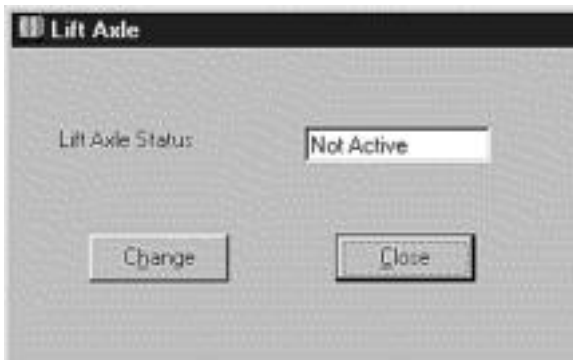 Lift Axle
Lift Axle Status
Not Active
Change
Close